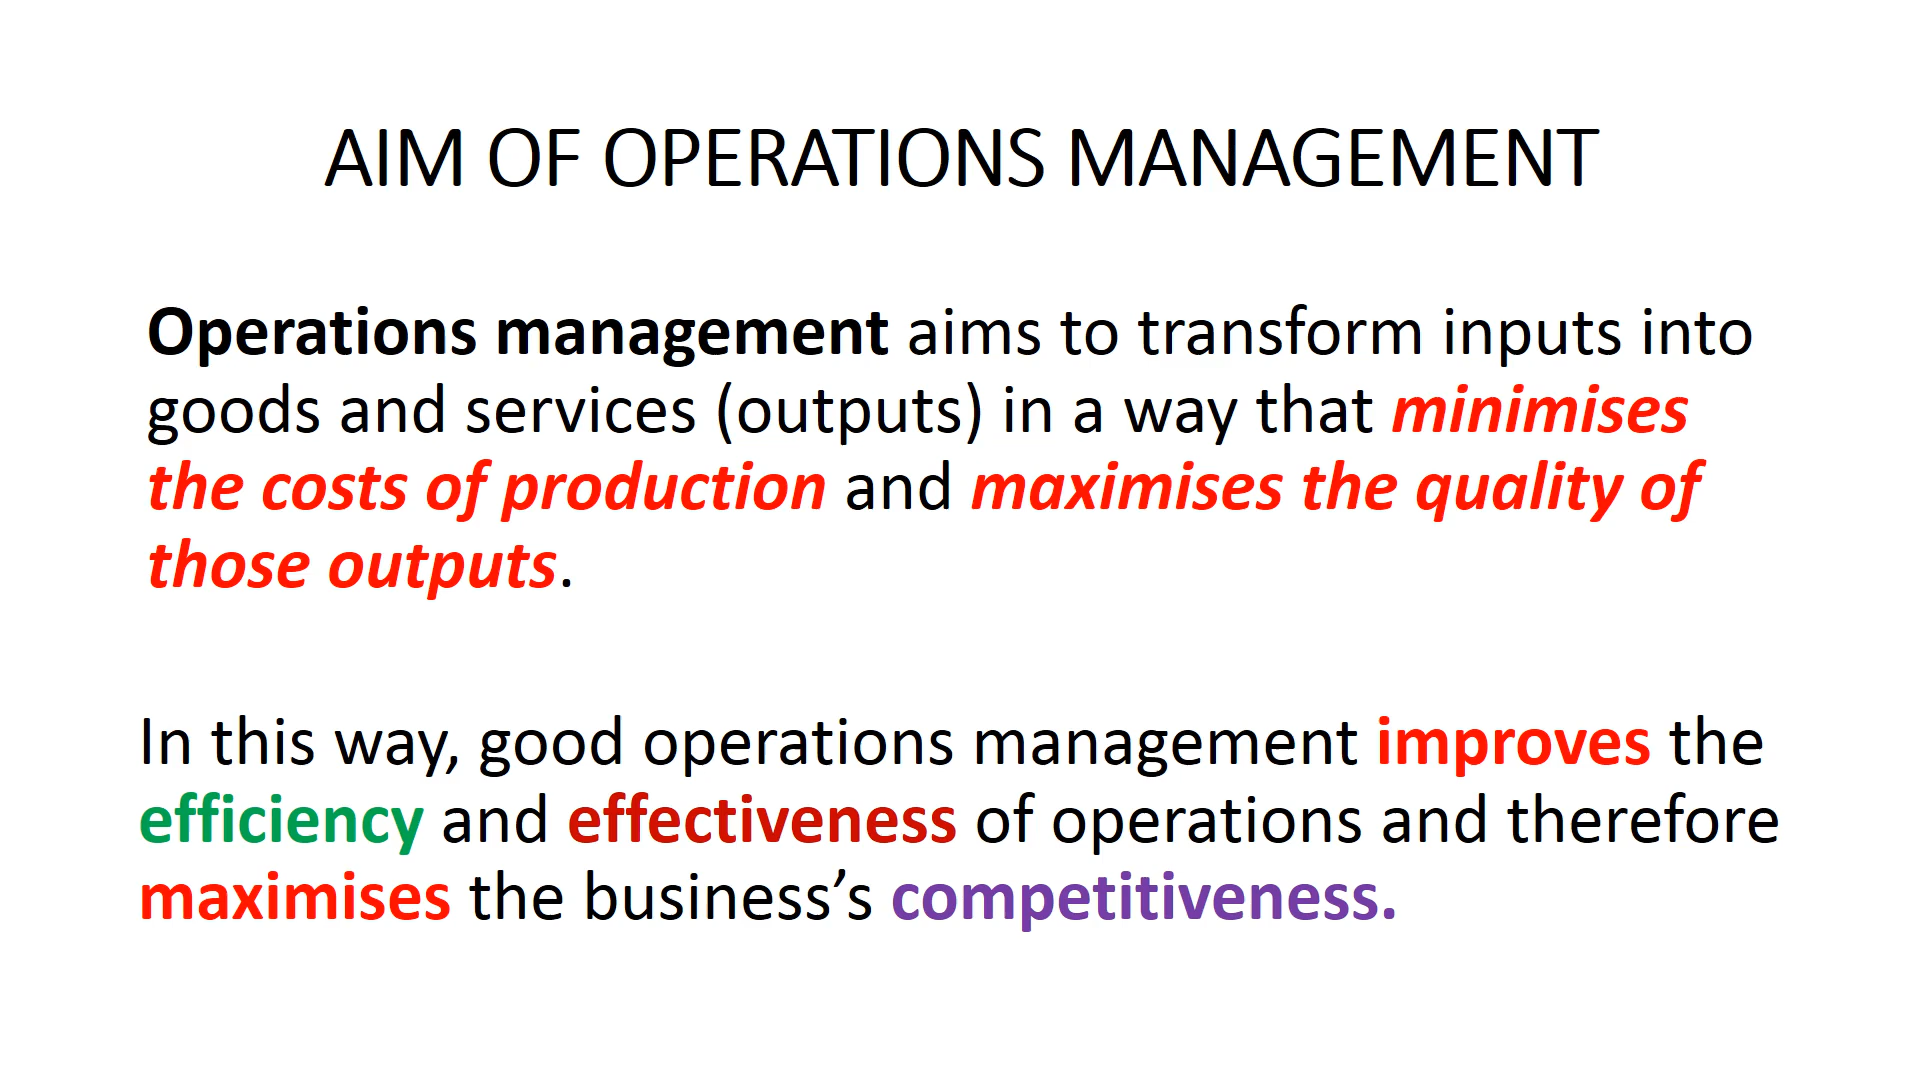 AIM OF OPERATIONS MANAGEMENT
Operations management aims to transform inputs into
goods and services (outputs) in a way that minimises
the costs of production and maximises the quality of
those outputs.
In this way, good operations management improves the
efficiency and effectiveness of operations and therefore
maximises the business’s competitiveness.